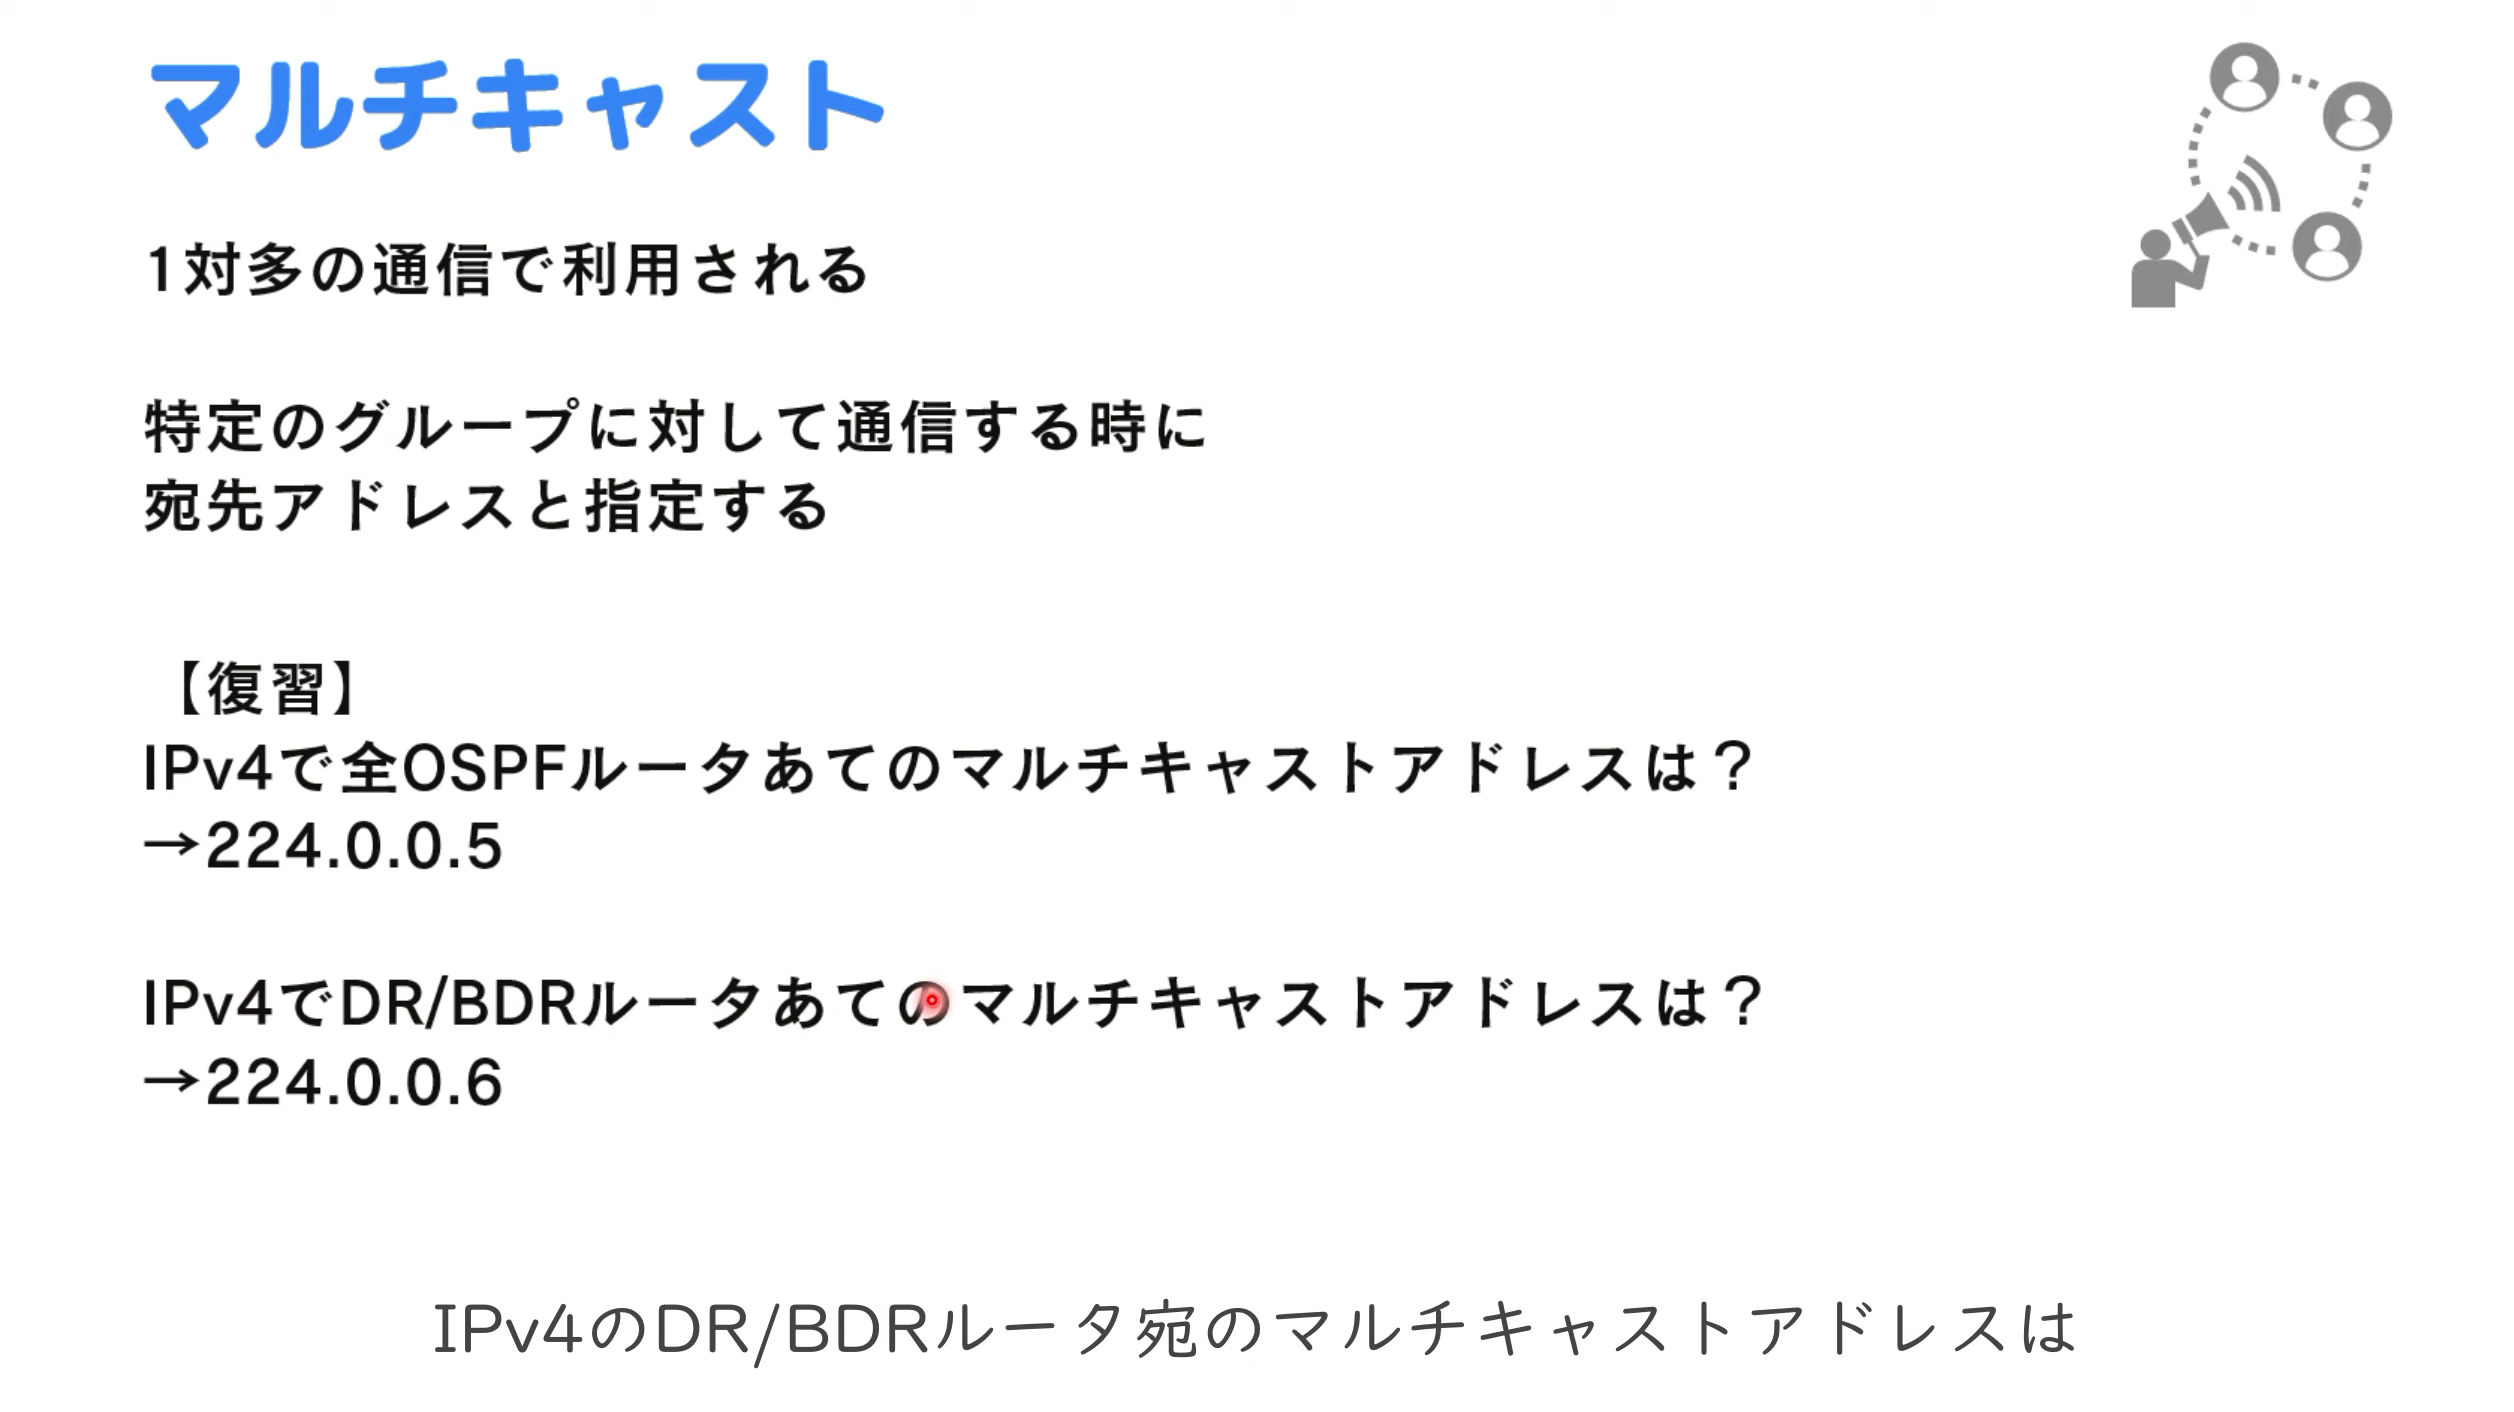 マルチキャスト
1対多の通信で利用される
特定のグループに対して通信する時に
宛先アドレスと指定する
【復習】
IPv4で全OSPFルータあてのマルチキャストアドレスは？
→224.0.0.5
IPv4でDR/BDRルータあてのマルチキャストアドレスは？
→224.0.0.6
IPv4のDR/BDRルータ宛のマルチキャストアドレスは